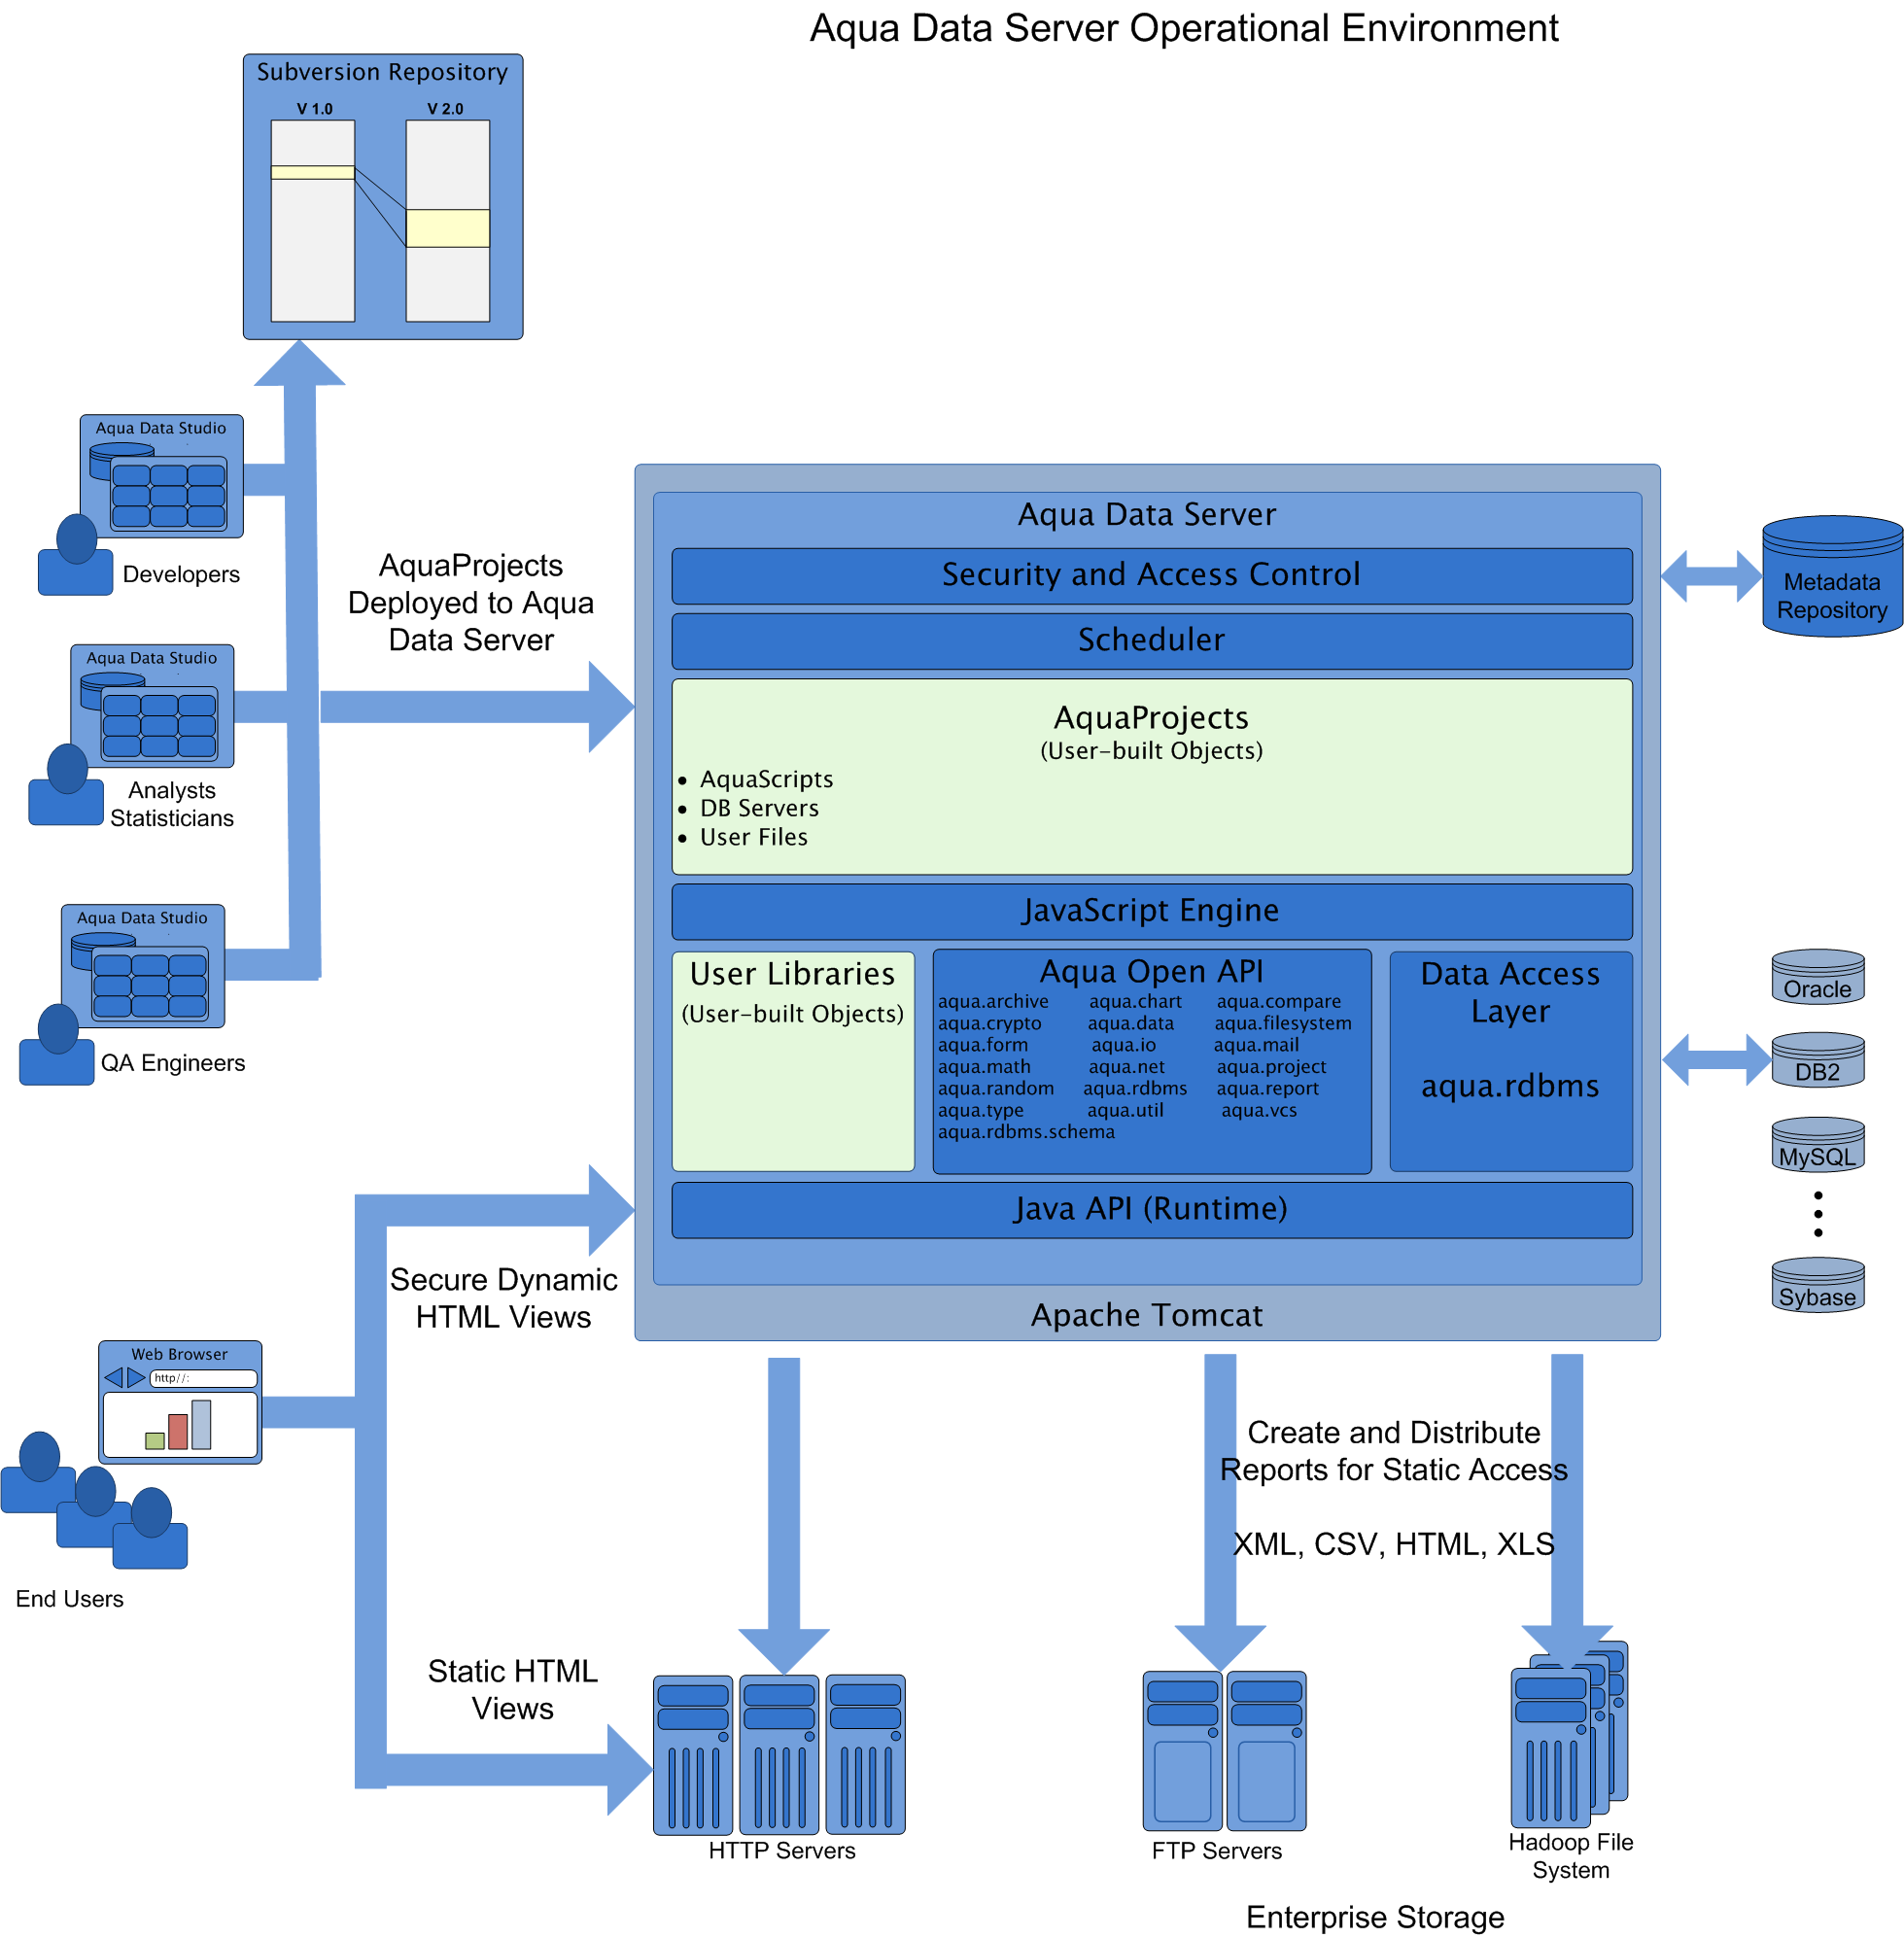 Aqua Data Server Operational Environment
Subversion Repository
V 1.0 V 2.0
Aqua Data Studio
Developers
Aqua Data Studio
Analysts
Statisticians
Aqua Data Studio
QA Engineers
AquaProjects
Deployed to Aqua
Data Server
Aqua Data Server
Security and Access Control
Scheduler
AquaProjects
(User-built Objects)
• AquaScripts
• DB Servers
• User Files
JavaScript Engine
User Libraries
(User-built Objects)
Aqua Open API
aqua.archive aqua.chart aqua.compare
aqua.crypto aqua.data aqua.filesystem
aqua.form aqua.io aqua.mail
aqua.math aqua.net aqua.project
aqua.random aqua.rdbms aqua.report
aqua.type aqua.util aqua.vcs
aqua.rdbms.schema
Data Access
Layer
aqua.rdbms
Java API (Runtime)
Apache Tomcat
Metadata
Repository
Oracle
DB2
MySQL
Sybase
Secure Dynamic
HTML Views
Web Browser
http//:
End Users
Static HTML
Views
Create and Distribute
Reports for Static Access
XML, CSV, HTML, XLS
HTTP Servers
FTP Servers
Hadoop File
System
Enterprise Storage